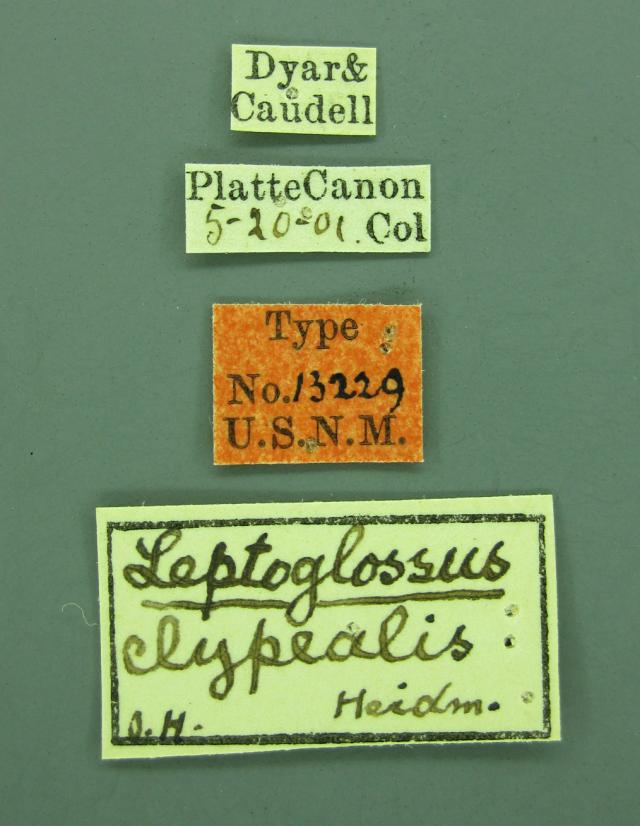 Dyar&
Caudell
PlatteCanon
5-20-01. Col
Type
No.13229
U.S.N.M.
Leptoglossus
clypealis
Heidm.
O.H.